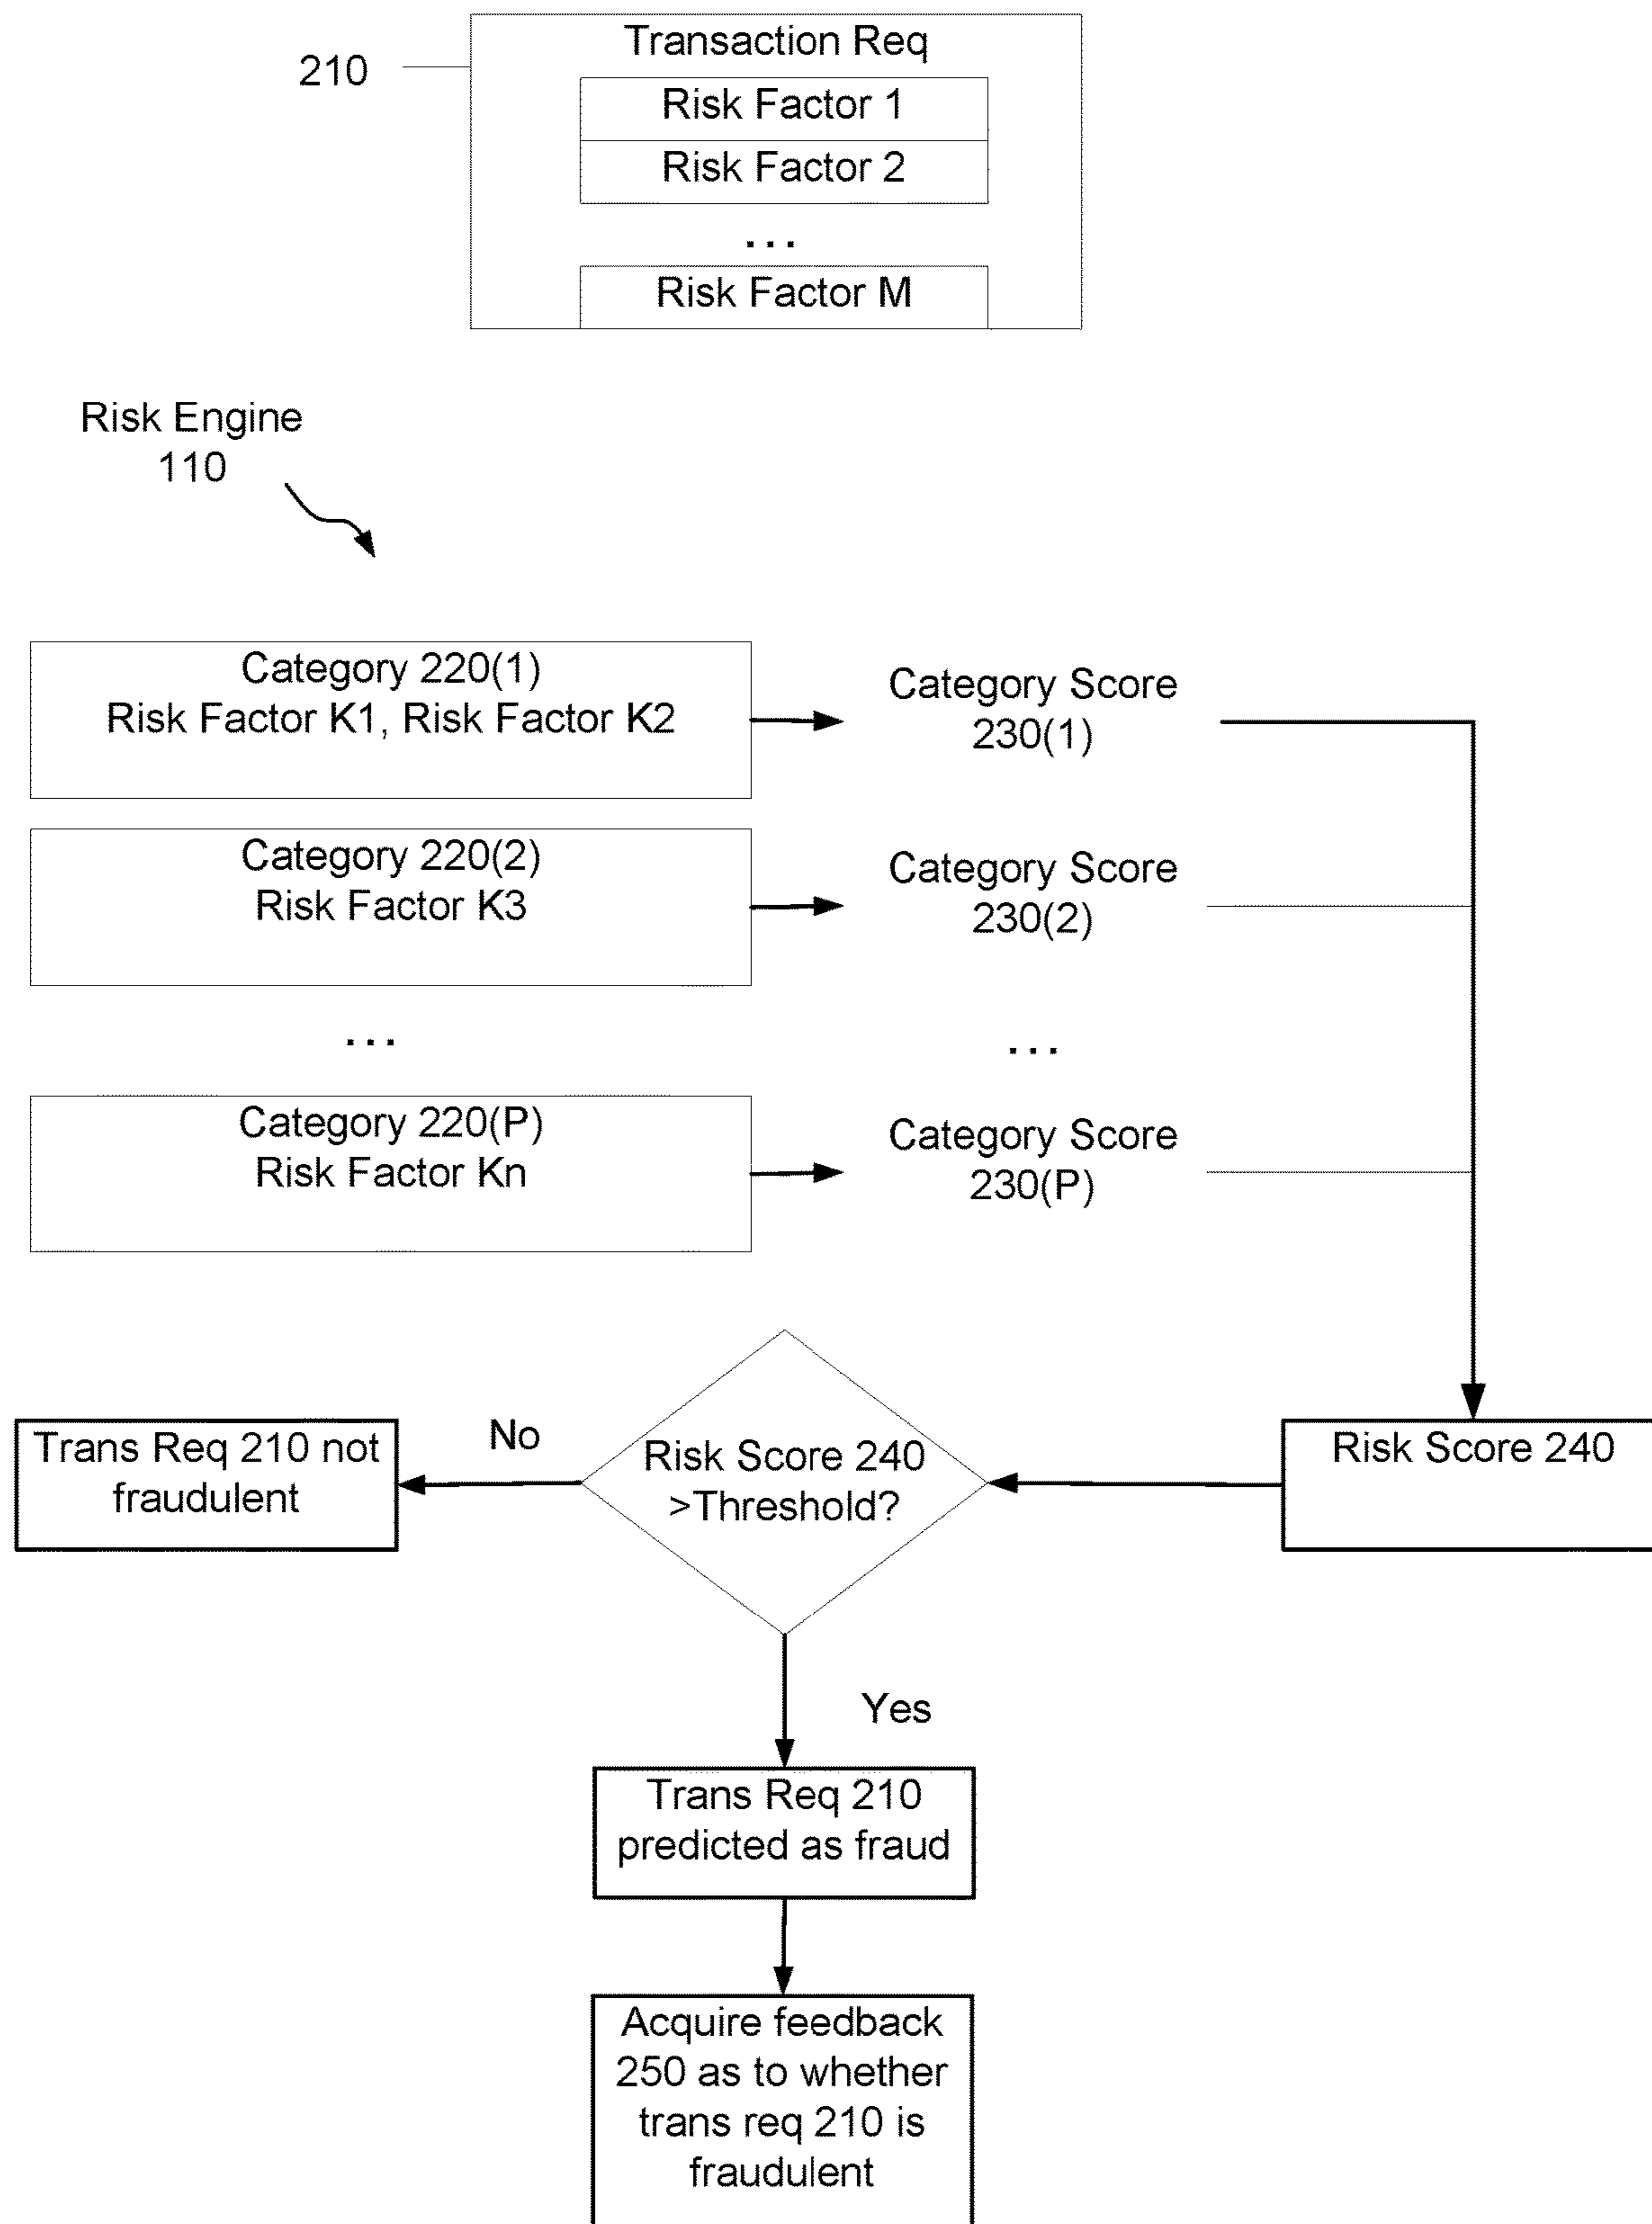 Transaction Req
210
Risk Factor 1
Risk Factor 2
...
Risk Factor M
Risk Engine
110
Category 220(1)
Risk Factor K1, Risk Factor K2
Category Score
230(1)
Category 220(2)
Risk Factor K3
Category Score
230(2)
...
...
Category 220(P)
Risk Factor Kn
Category Score
230(P)
Trans Req 210 not
fraudulent
No
Risk Score 240
>Threshold?
Risk Score 240
Yes
Trans Req 210
predicted as fraud
Acquire feedback
250 as to whether
trans req 210 is
fraudulent